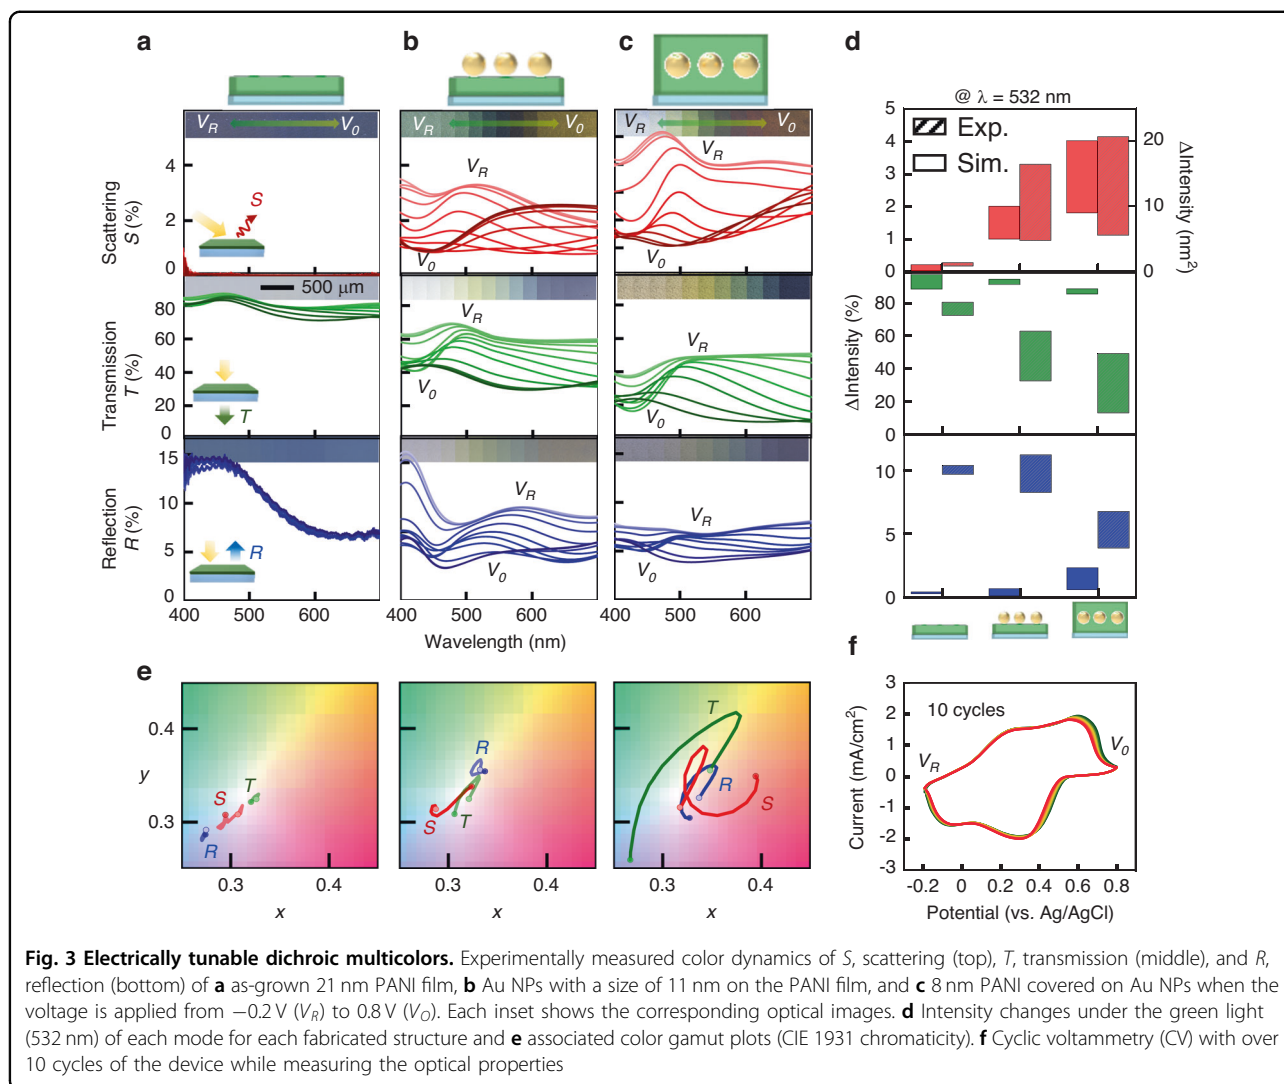 a
b
c
d
V_R V_0
V_R V_0
V_R V_0
@ λ = 532 nm
Scattering
S (%)
4
2
0
S
V_R
V_0
V_R
V_0
Exp.
Sim.
5
4
3
2
1
0
20
10
0
ΔIntensity (nm²)
Transmission
T (%)
80
60
40
20
0
500 μm
T
V_R
V_0
V_R
V_0
ΔIntensity (%)
80
60
40
20
0
Reflection
R (%)
15
10
5
0
R
V_R
V_0
V_R
10
5
0
400 500 600
400 500 600
400 500 600
Wavelength (nm)
e
y
0.4
0.3
S
T
R
0.3 0.4
x
R
S
T
0.3 0.4
x
T
R
S
0.3 0.4
x
f
10 cycles
V_R
V_0
Current (mA/cm²)
3
2
1
0
1
-2
-3
-0.2 0 0.2 0.4 0.6 0.8
Potential (vs. Ag/AgCl)
Fig. 3 Electrically tunable dichroic multicolors. Experimentally measured color dynamics of S, scattering (top), T, transmission (middle), and R,
reflection (bottom) of a as-grown 21 nm PANI film, b Au NPs with a size of 11 nm on the PANI film, and c 8 nm PANI covered on Au NPs when the
voltage is applied from −0.2 V (V_R) to 0.8 V (V_O). Each inset shows the corresponding optical images. d Intensity changes under the green light
(532 nm) of each mode for each fabricated structure and e associated color gamut plots (CIE 1931 chromaticity). f Cyclic voltammetry (CV) with over
10 cycles of the device while measuring the optical properties